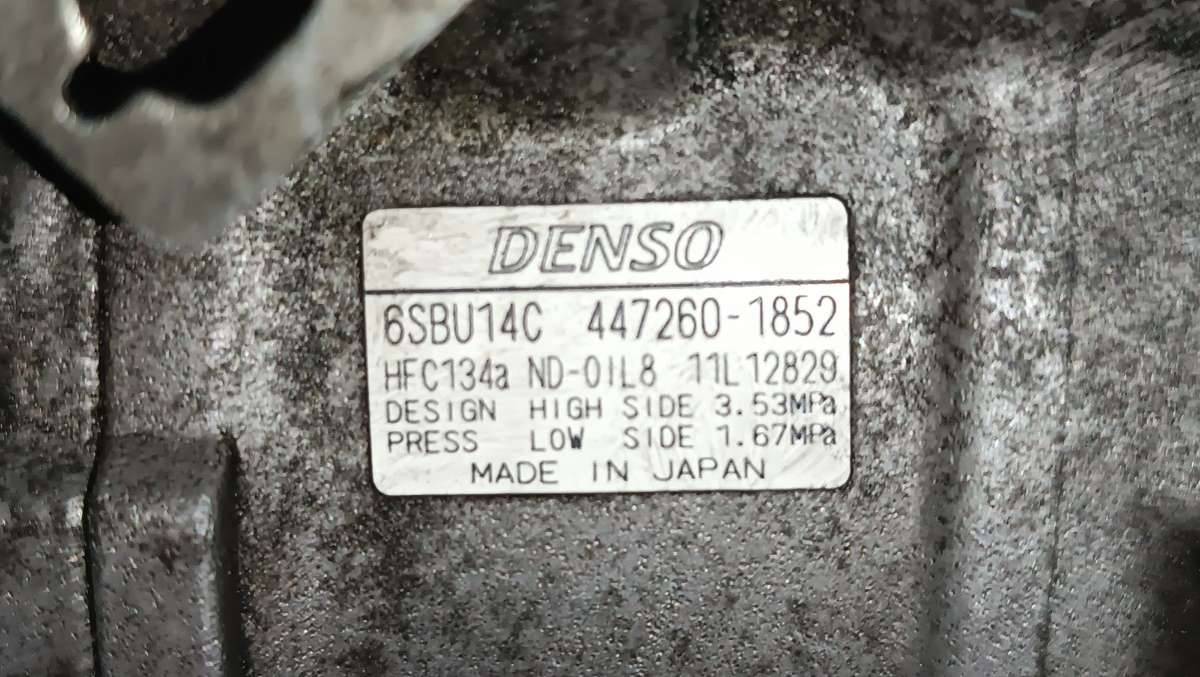 DENSO
6SBU14C 447260-1852
HFC134a ND-OIL8 11L12829
DESIGN HIGH SIDE 3.53MPa
PRESS LOW SIDE 1.67MPa
MADE IN JAPAN